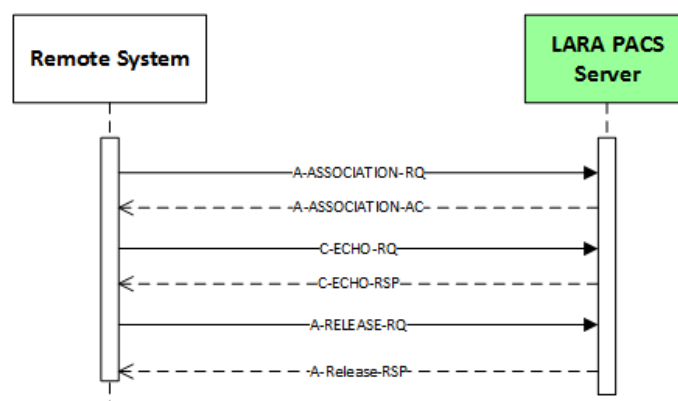 Remote System
LARA PACS
Server
A-ASSOCIATION-RQ
A-ASSOCIATION-AC
C-ECHO-RQ
C-ECHO-RSP
A-RELEASE-RQ
A-Release-RSP